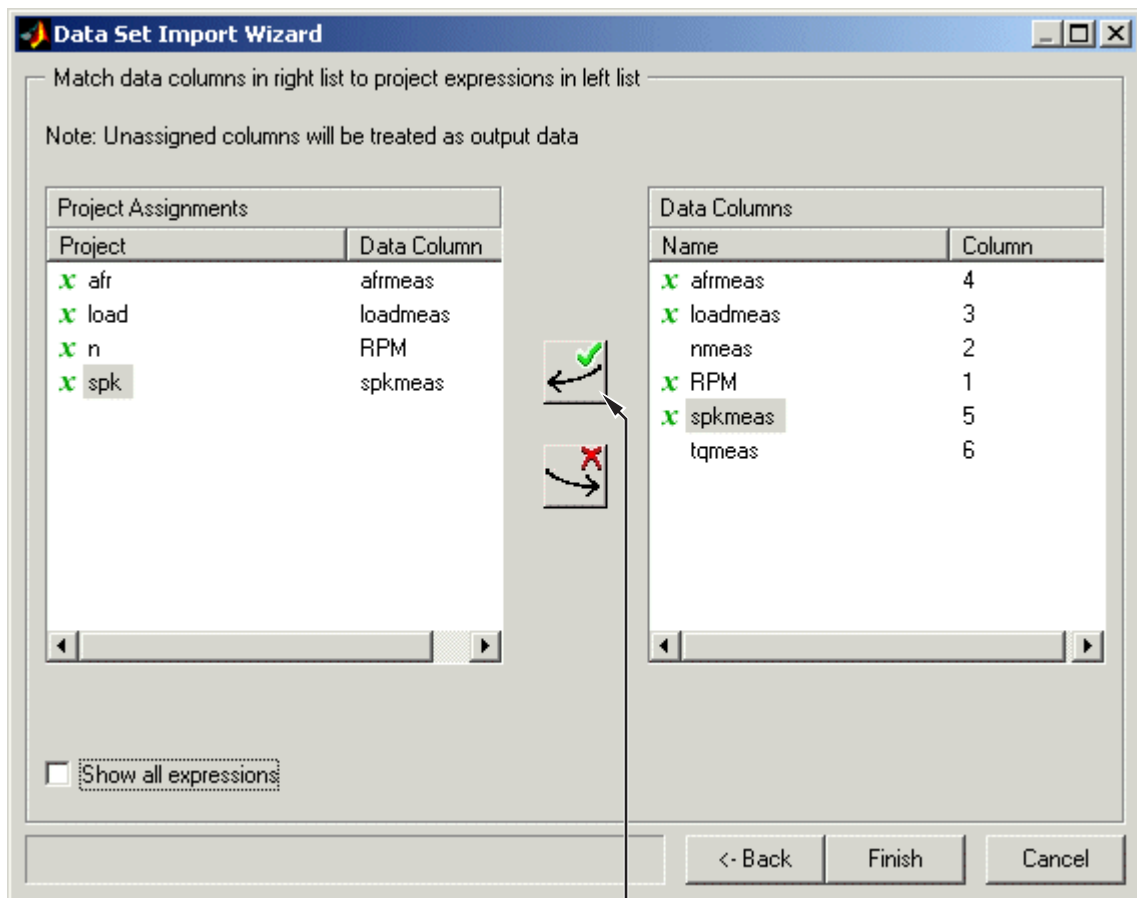 Data Set Import Wizard
Match data columns in right list to project expressions in left list
Note: Unassigned columns will be treated as output data
Project Assignments
Project Data Column
x afr afrmeas
x load loadmeas
x n RPM
x spk spkmeas
Data Columns
Name Column
x afrmeas 4
x loadmeas 3
nmeas 2
x RPM 1
x spkmeas 5
tqmeas 6
Show all expressions
<- Back Finish Cancel